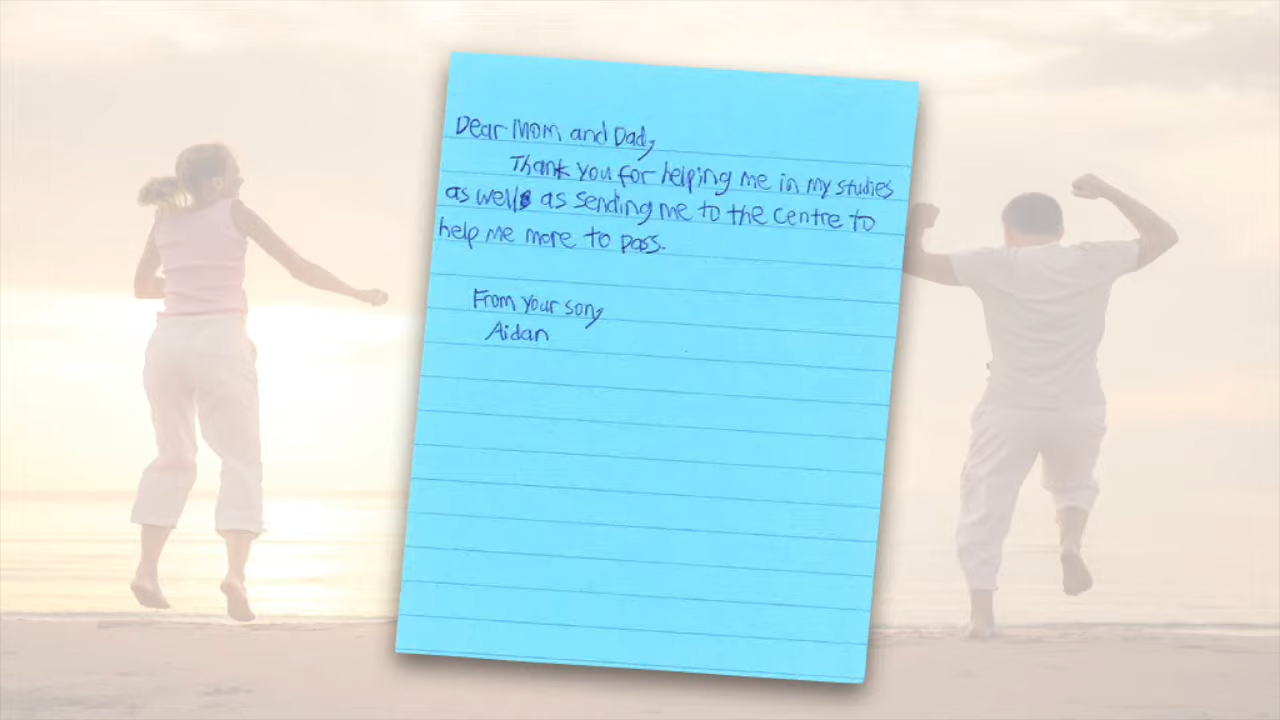 Dear Mom and Dad,
Thank you for helping me in my studies
as well as as sending me to the centre to
help me more to pass.
From your son,
Aidan